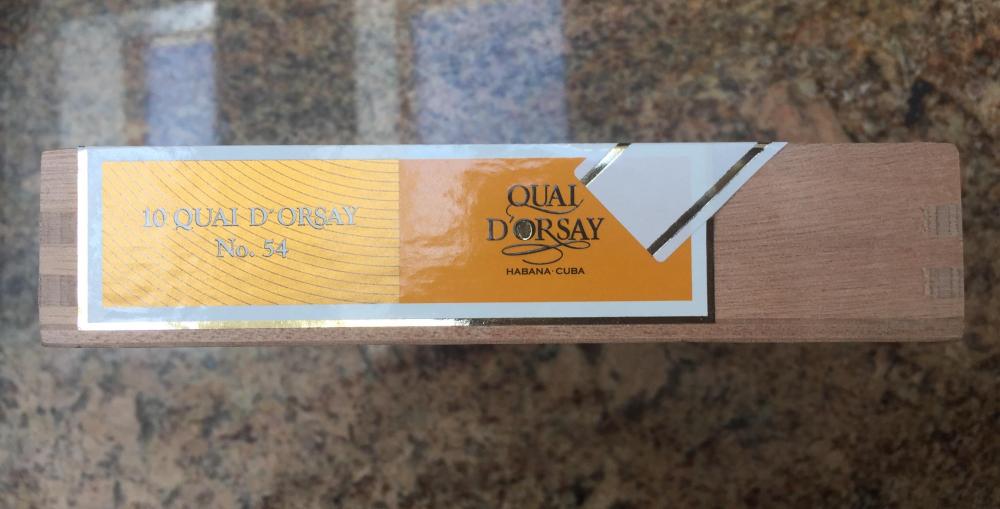 10 QUAI D'ORSAY
No. 54
QUAI
D'ORSAY
HABANA·CUBA